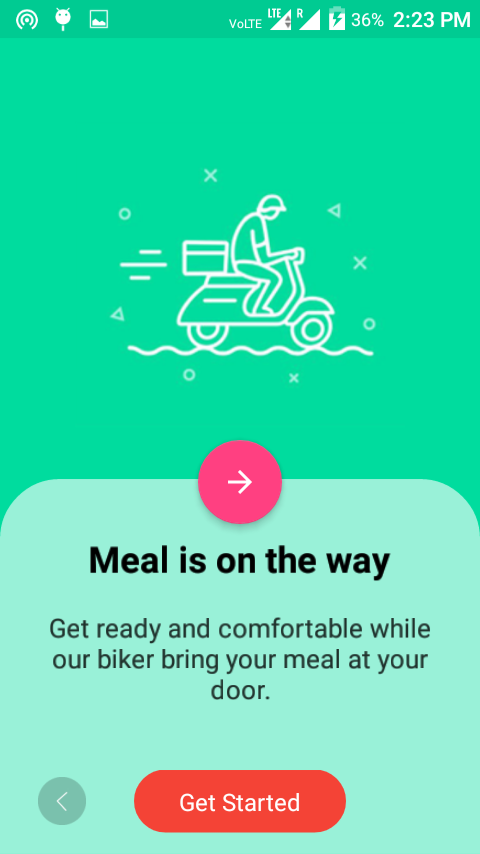 VoLTE LTE R 36% 2:23 PM
Meal is on the way
Get ready and comfortable while
our biker bring your meal at your
door.
Get Started